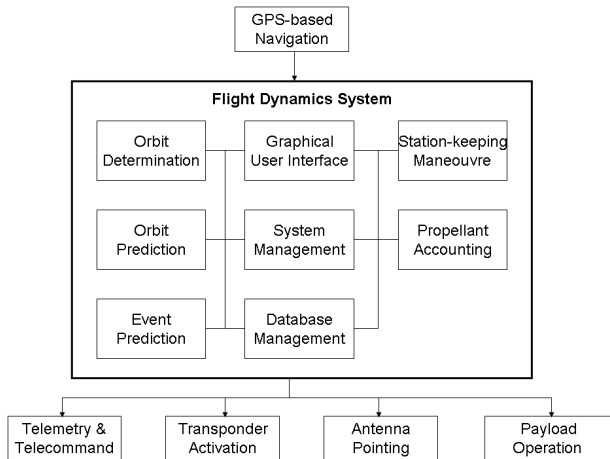 GPS-based
Navigation
Flight Dynamics System
Orbit
Determination
Graphical
User Interface
Station-keeping
Maneouvre
Orbit
Prediction
System
Management
Propellant
Accounting
Event
Prediction
Database
Management
Telemetry &
Telecommand
Transponder
Activation
Antenna
Pointing
Payload
Operation